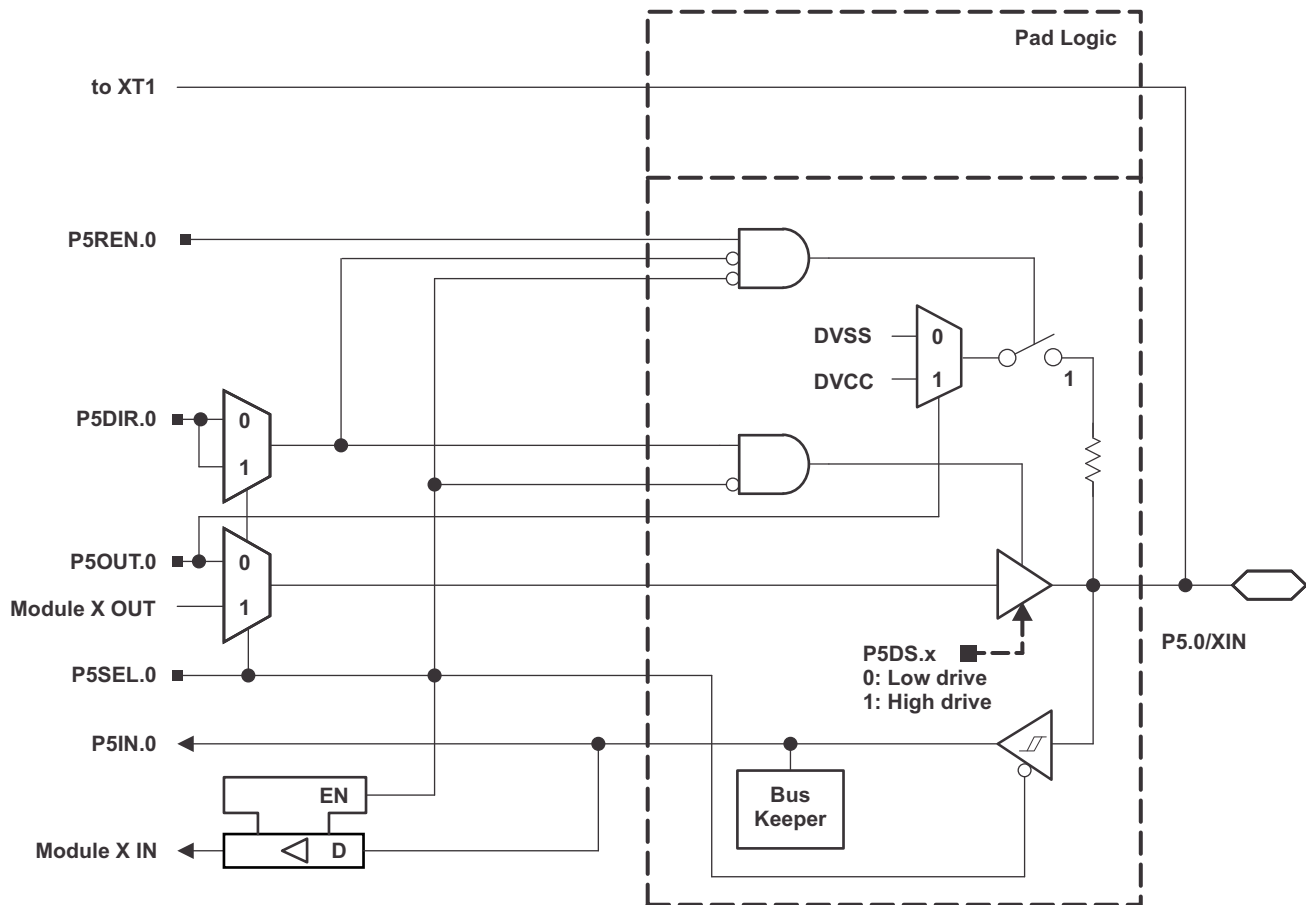 Pad Logic
to XT1
P5REN.0
DVSS
0
DVCC
1
1
P5DIR.0
0
1
P5OUT.0
0
Module X OUT
1
P5.0/XIN
P5DS.x
0: Low drive
1: High drive
P5SEL.0
P5IN.0
EN
Bus
Keeper
Module X IN
D